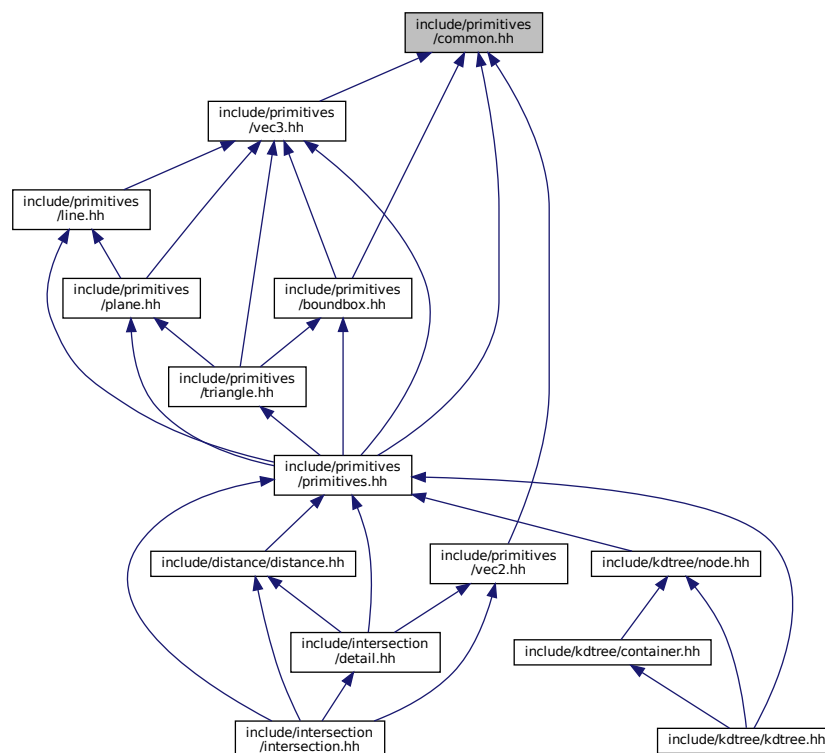 include/primitives
/common.hh
include/primitives
/vec3.hh
include/primitives
/line.hh
include/primitives
/plane.hh
include/primitives
/boundbox.hh
include/primitives
/triangle.hh
include/primitives
/primitives.hh
include/distance/distance.hh
include/primitives
/vec2.hh
include/kdtree/node.hh
include/intersection
/detail.hh
include/kdtree/container.hh
include/intersection
/intersection.hh
include/kdtree/kdtree.hh